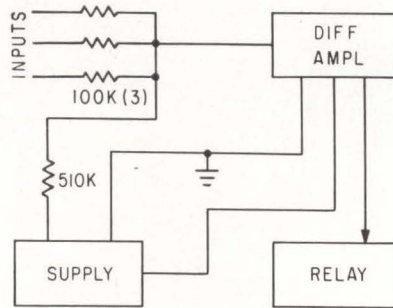 INPUTS
100K (3)
510K
DIFF
AMPL
SUPPLY
RELAY